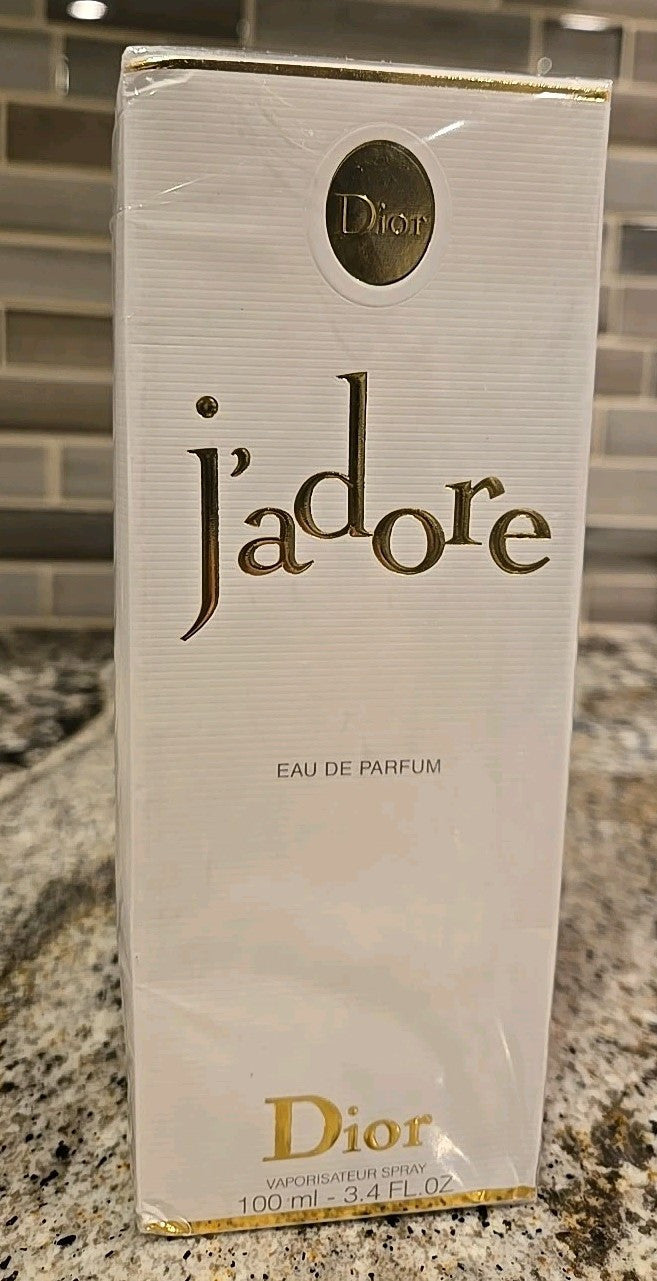 Dior
j'adore
EAU DE PARFUM
Dior
VAPORISATEUR SPRAY
100 ml - 3.4 FL.OZ